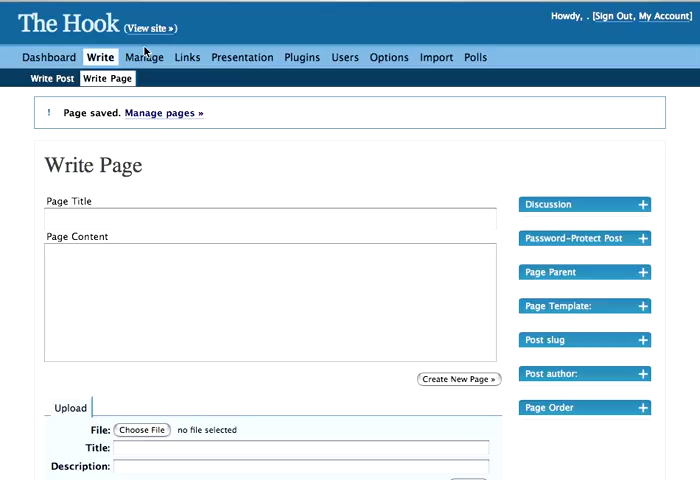 The Hook (View site »)
Howdy, . [Sign Out, My Account]
Dashboard Write Manage Links Presentation Plugins Users Options Import Polls
Write Post Write Page
! Page saved. Manage pages »
Write Page
Page Title
Discussion +
Page Content
Password-Protect Post +
Page Parent +
Page Template: +
Post slug +
Post author: +
Create New Page »
Page Order +
Upload
File: Choose File no file selected
Title:
Description: